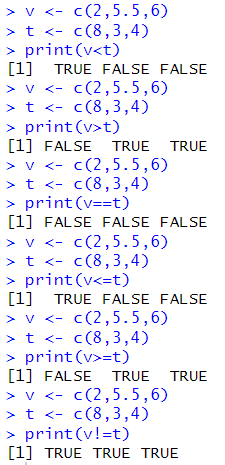 > v <- c(2,5.5,6)
> t <- c(8,3,4)
> print(v<t)
[1]  TRUE FALSE FALSE
> v <- c(2,5.5,6)
> t <- c(8,3,4)
> print(v>t)
[1] FALSE  TRUE  TRUE
> v <- c(2,5.5,6)
> t <- c(8,3,4)
> print(v==t)
[1] FALSE FALSE FALSE
> v <- c(2,5.5,6)
> t <- c(8,3,4)
> print(v<=t)
[1]  TRUE FALSE FALSE
> v <- c(2,5.5,6)
> t <- c(8,3,4)
> print(v>=t)
[1] FALSE  TRUE  TRUE
> v <- c(2,5.5,6)
> t <- c(8,3,4)
> print(v!=t)
[1] TRUE TRUE TRUE